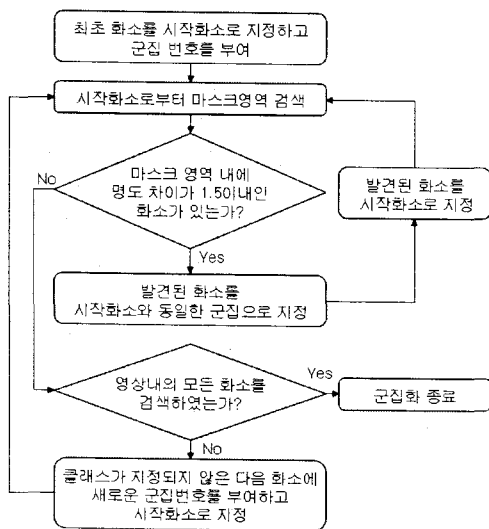 최초 화소를 시작화소로 지정하고
군집 번호를 부여
시작화소로부터 마스크영역 검색
No
마스크 영역 내에
명도 차이가 1.5이내인
화소가 있는가?
발견된 화소를
시작화소로 지정
Yes
발견된 화소를
시작화소와 동일한 군집으로 지정
영상내의 모든 화소를
검색하였는가?
Yes
군집화 종료
No
클래스가 지정되지 않은 다음 화소에
새로운 군집번호를 부여하고
시작화소로 지정